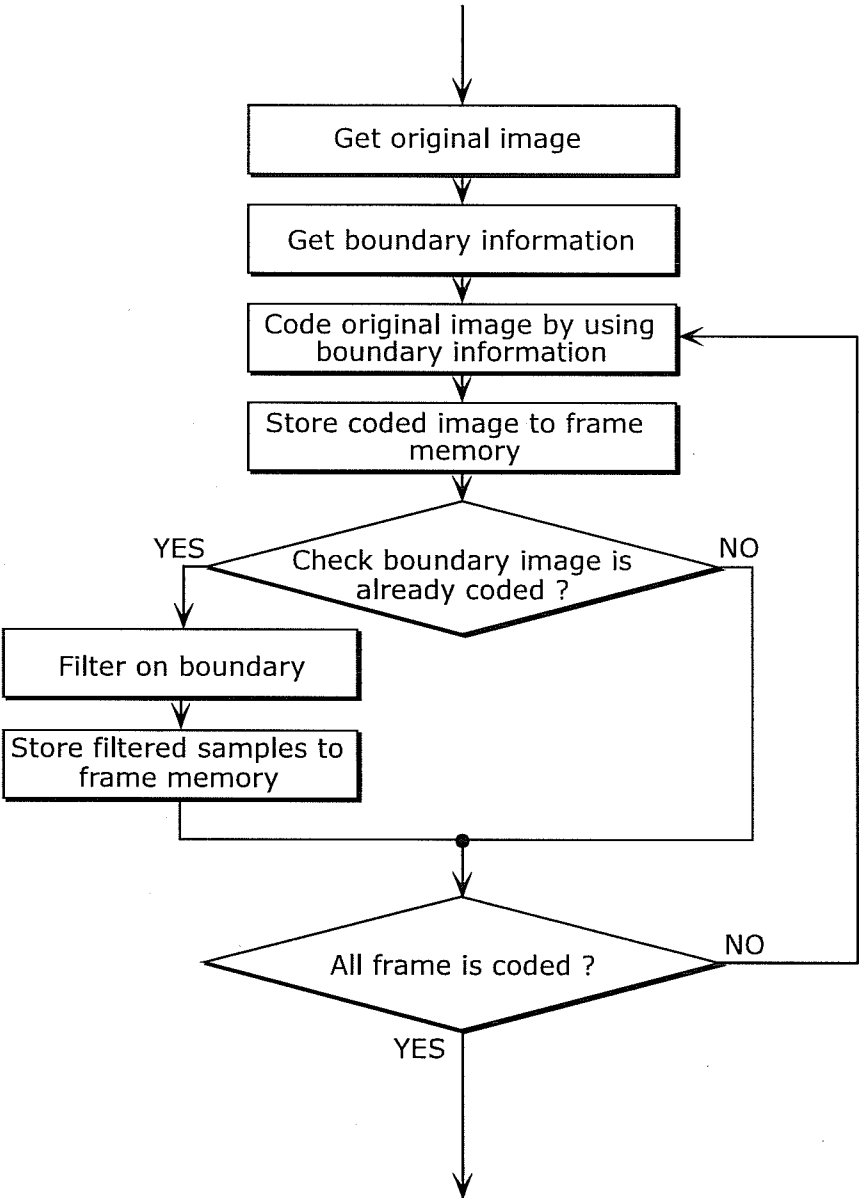 Get original image
Get boundary information
Code original image by using
boundary information
Store coded image to frame
memory
YES
NO
Check boundary image is
already coded ?
Filter on boundary
Store filtered samples to
frame memory
NO
All frame is coded ?
YES